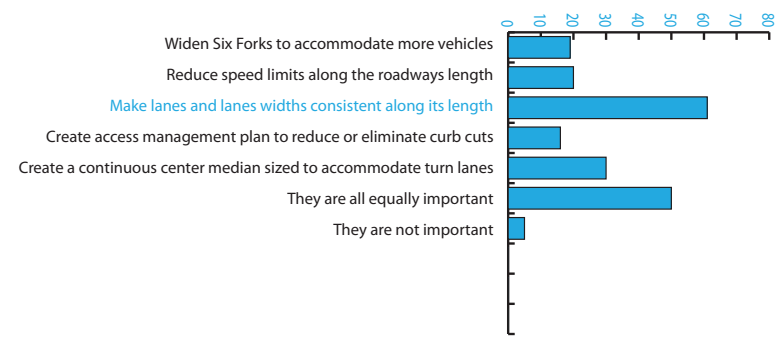 0 10 20 30 40 50 60 70 80
Widen Six Forks to accommodate more vehicles
Reduce speed limits along the roadways length
Make lanes and lanes widths consistent along its length
Create access management plan to reduce or eliminate curb cuts
Create a continuous center median sized to accommodate turn lanes
They are all equally important
They are not important